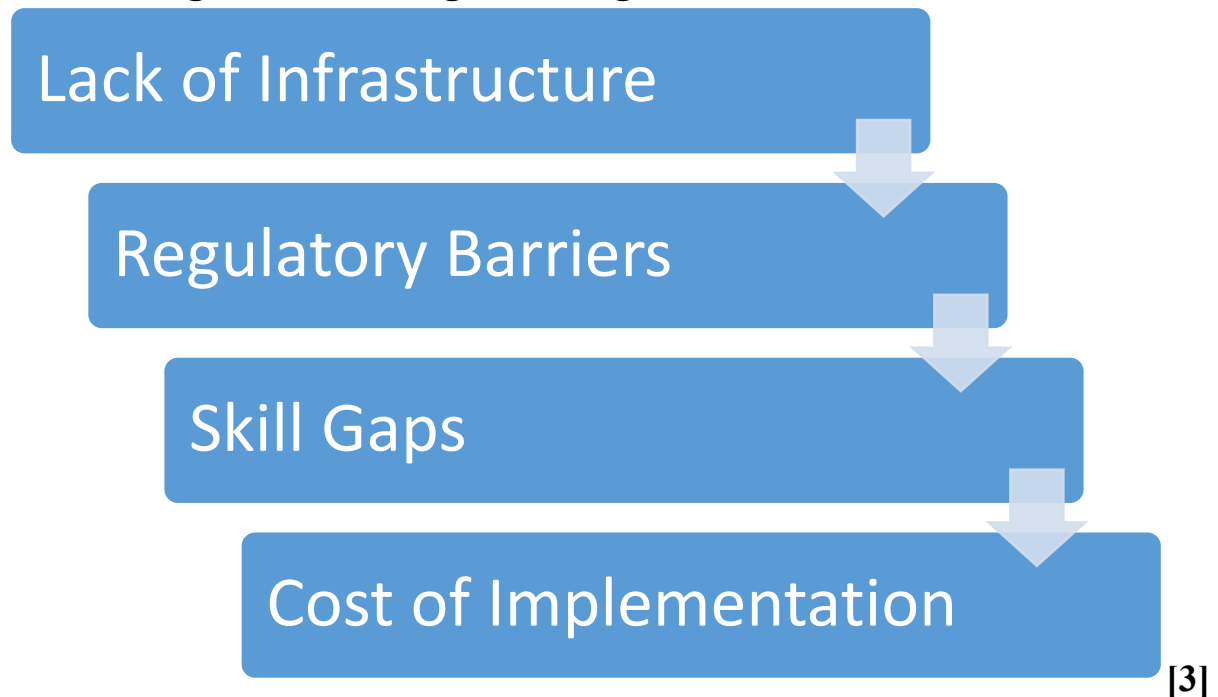 Lack of Infrastructure
Regulatory Barriers
Skill Gaps
Cost of Implementation
[3]